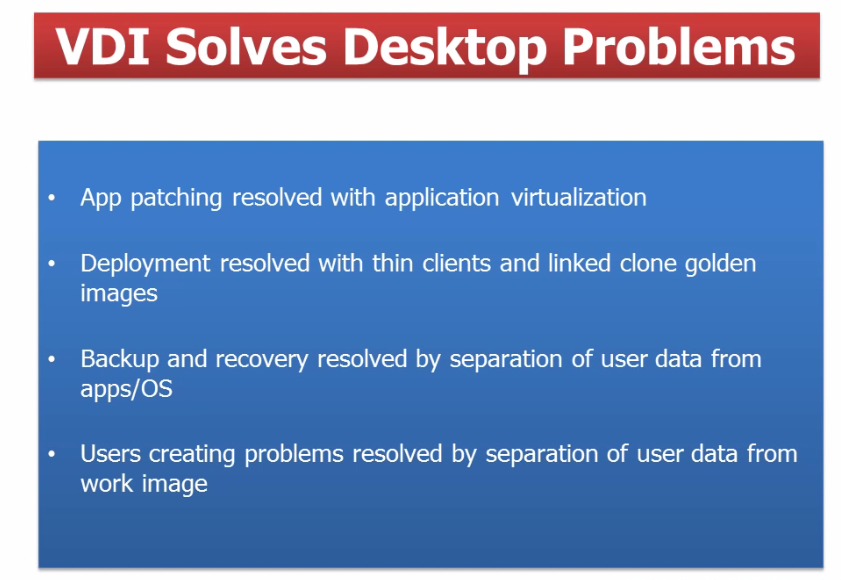 VDI Solves Desktop Problems
• App patching resolved with application virtualization
• Deployment resolved with thin clients and linked clone golden
images
• Backup and recovery resolved by separation of user data from
apps/OS
• Users creating problems resolved by separation of user data from
work image